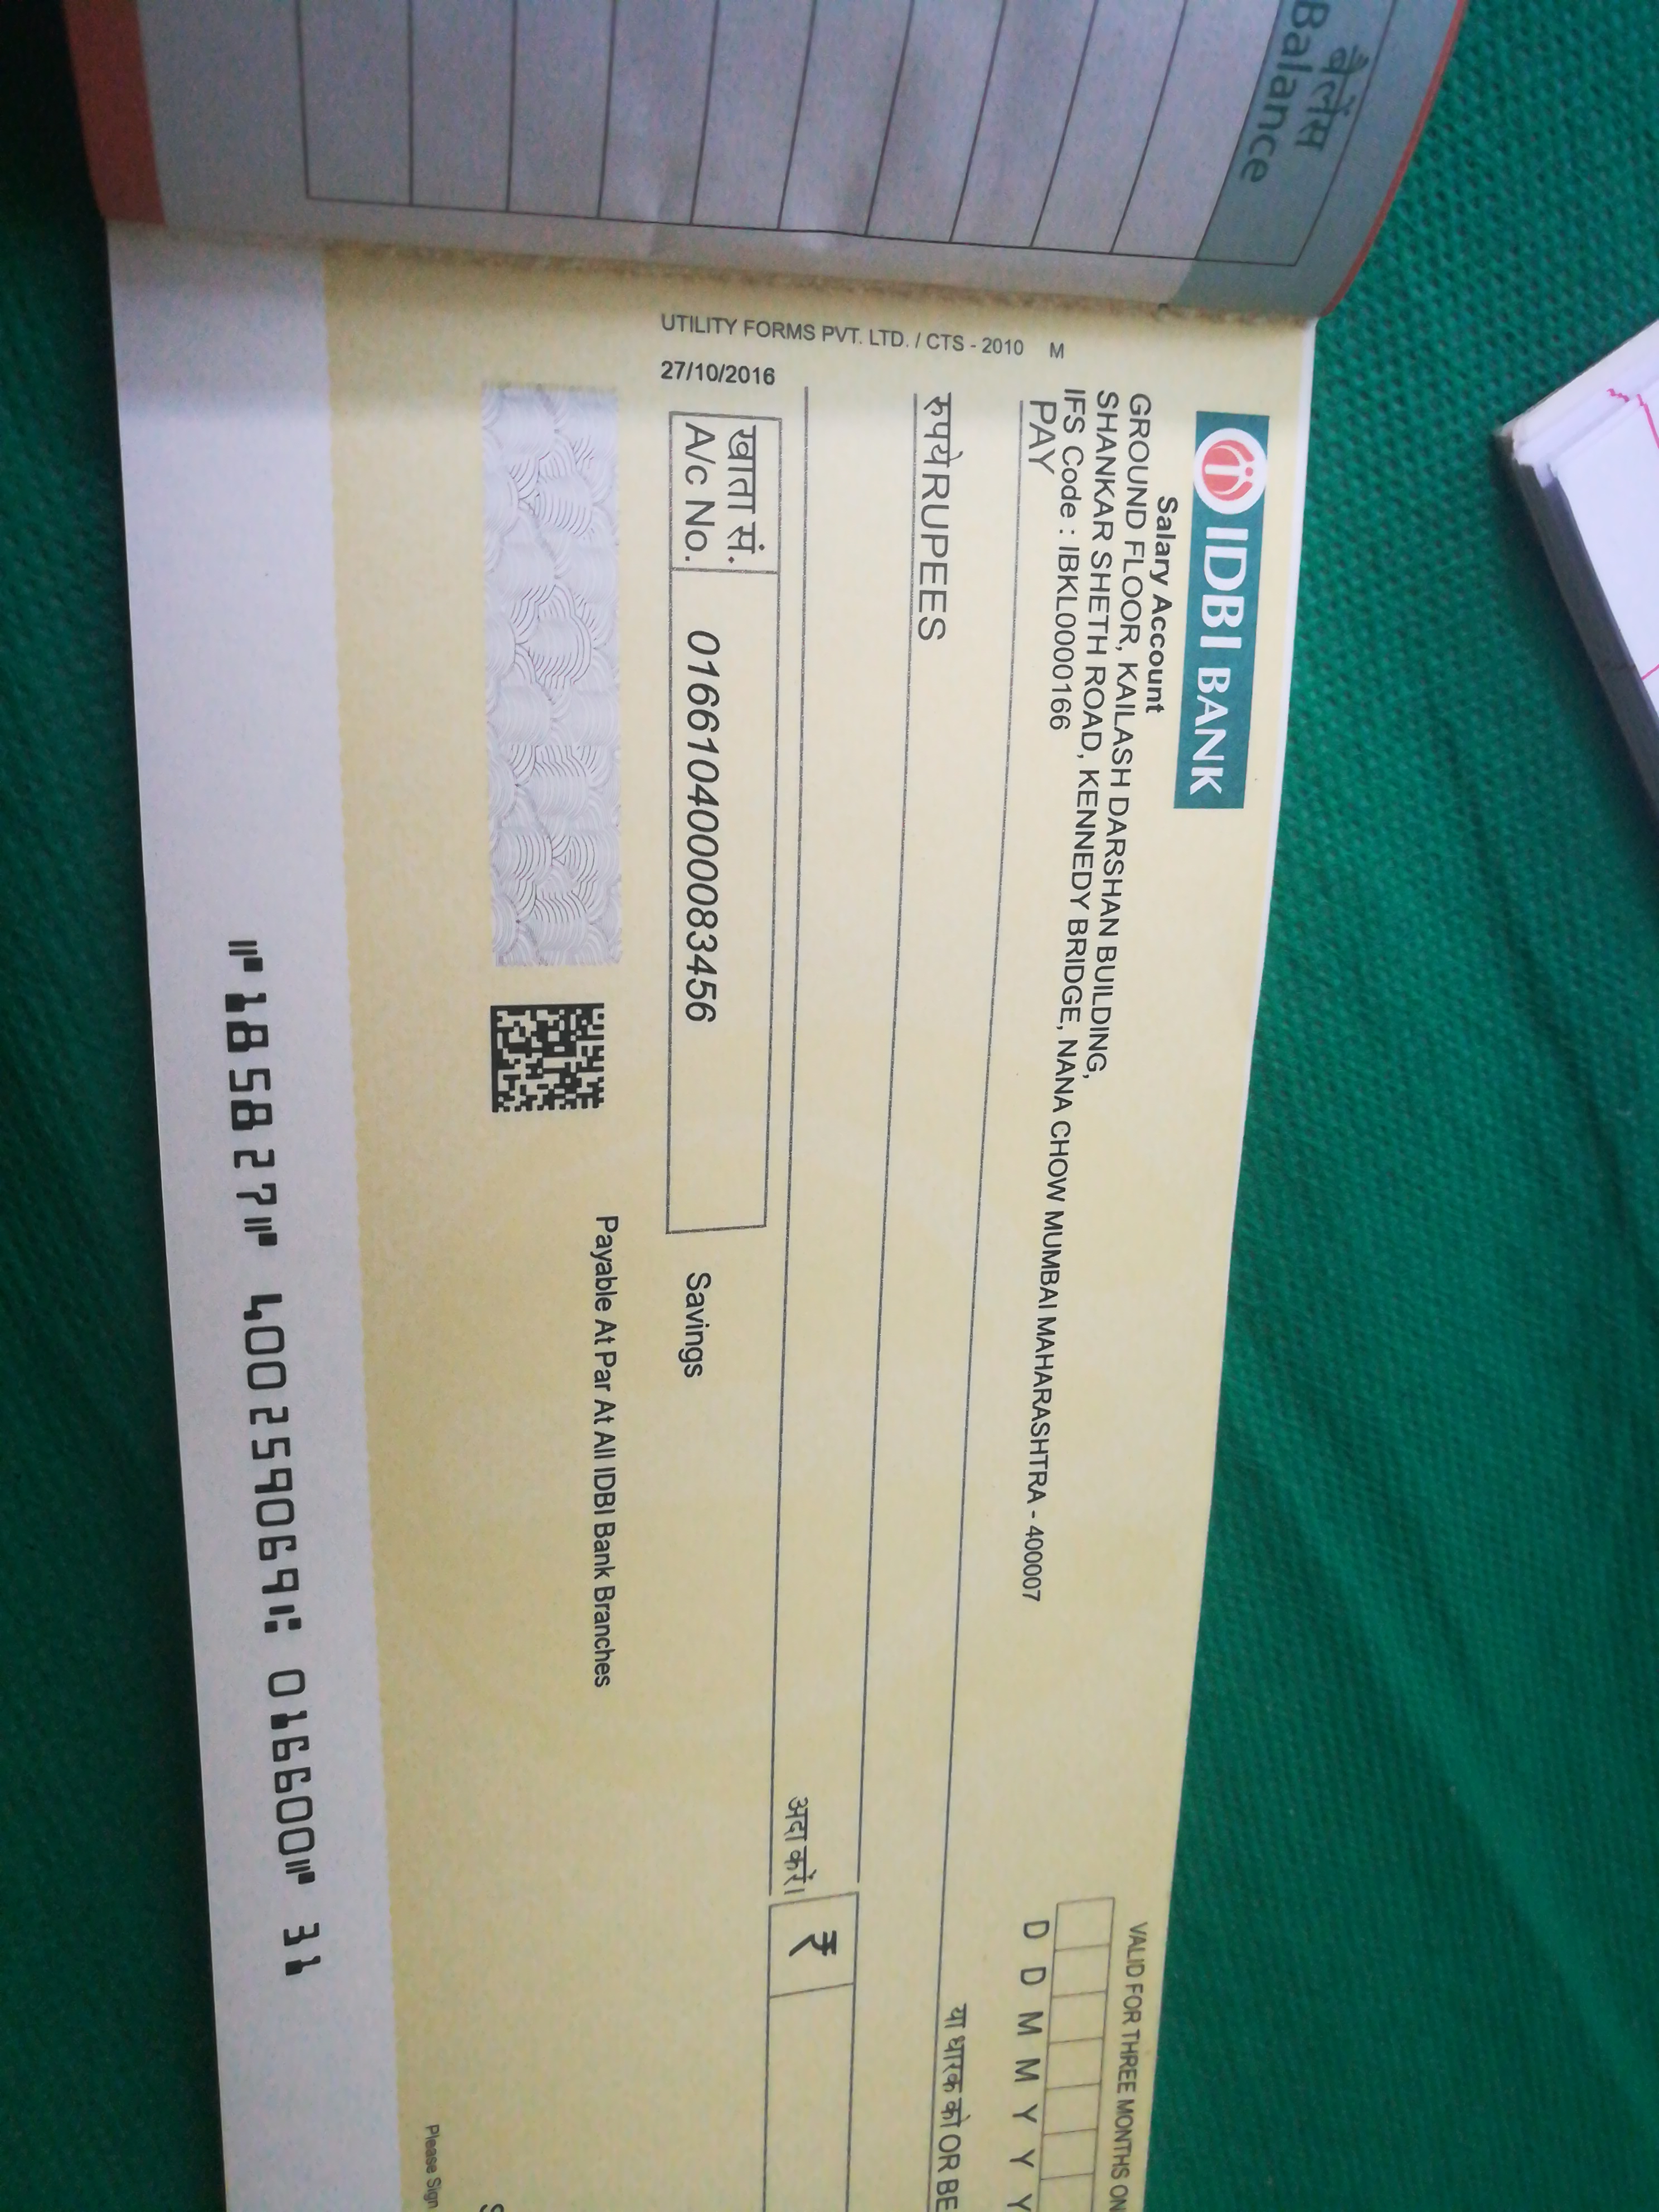 बैलेंस
Balance
IDBI BANK
Salary Account
GROUND FLOOR, KAILASH DARSHAN BUILDING,
SHANKAR SHETH ROAD, KENNEDY BRIDGE, NANA CHOW MUMBAI MAHARASHTRA - 400007
IFS Code : IBKL0000166
VALID FOR THREE MONTHS ON
D D M M Y Y Y
PAY
या धारक को OR BE
रुपये RUPEES
अदा करें।
₹
UTILITY FORMS PVT. LTD. / CTS - 2010 M
27/10/2016
खाता सं.
A/c No.
0166104000083456
Savings
Payable At Par At All IDBI Bank Branches
Please Sign
⑈185827⑈ 400259069⑆ 016600⑈ 31